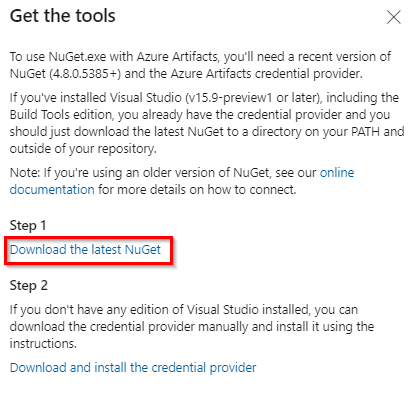 Get the tools
To use NuGet.exe with Azure Artifacts, you'll need a recent version of
NuGet (4.8.0.5385+) and the Azure Artifacts credential provider.
If you've installed Visual Studio (v15.9-preview1 or later), including the
Build Tools edition, you already have the credential provider and you
should just download the latest NuGet to a directory on your PATH and
outside of your repository.
Note: If you're using an older version of NuGet, see our online
documentation for more details on how to connect.
Step 1
Download the latest NuGet
Step 2
If you don't have any edition of Visual Studio installed, you can
download the credential provider manually and install it using the
instructions.
Download and install the credential provider